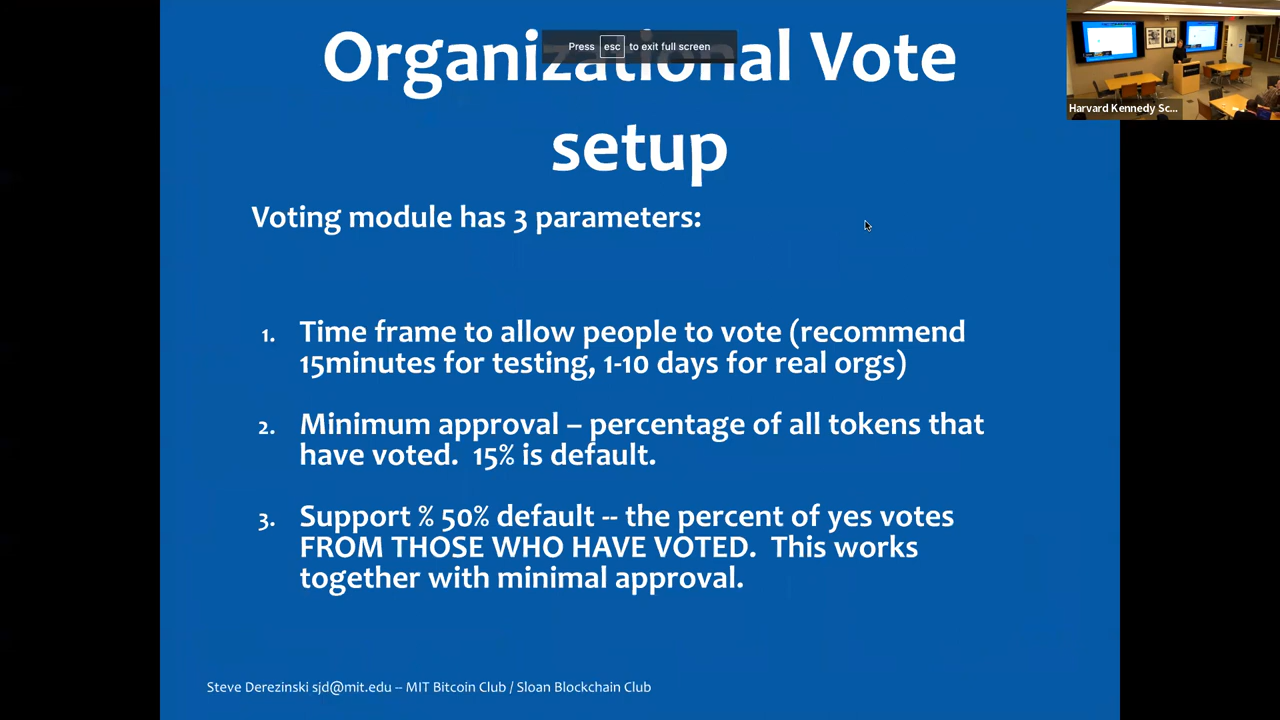 Organizational Vote
Press esc to exit full screen
setup
Harvard Kennedy Sc...
Voting module has 3 parameters:
1. Time frame to allow people to vote (recommend
15minutes for testing, 1-10 days for real orgs)
2. Minimum approval – percentage of all tokens that
have voted.  15% is default.
3. Support % 50% default -- the percent of yes votes
FROM THOSE WHO HAVE VOTED.  This works
together with minimal approval.
Steve Derezinski sjd@mit.edu – MIT Bitcoin Club / Sloan Blockchain Club